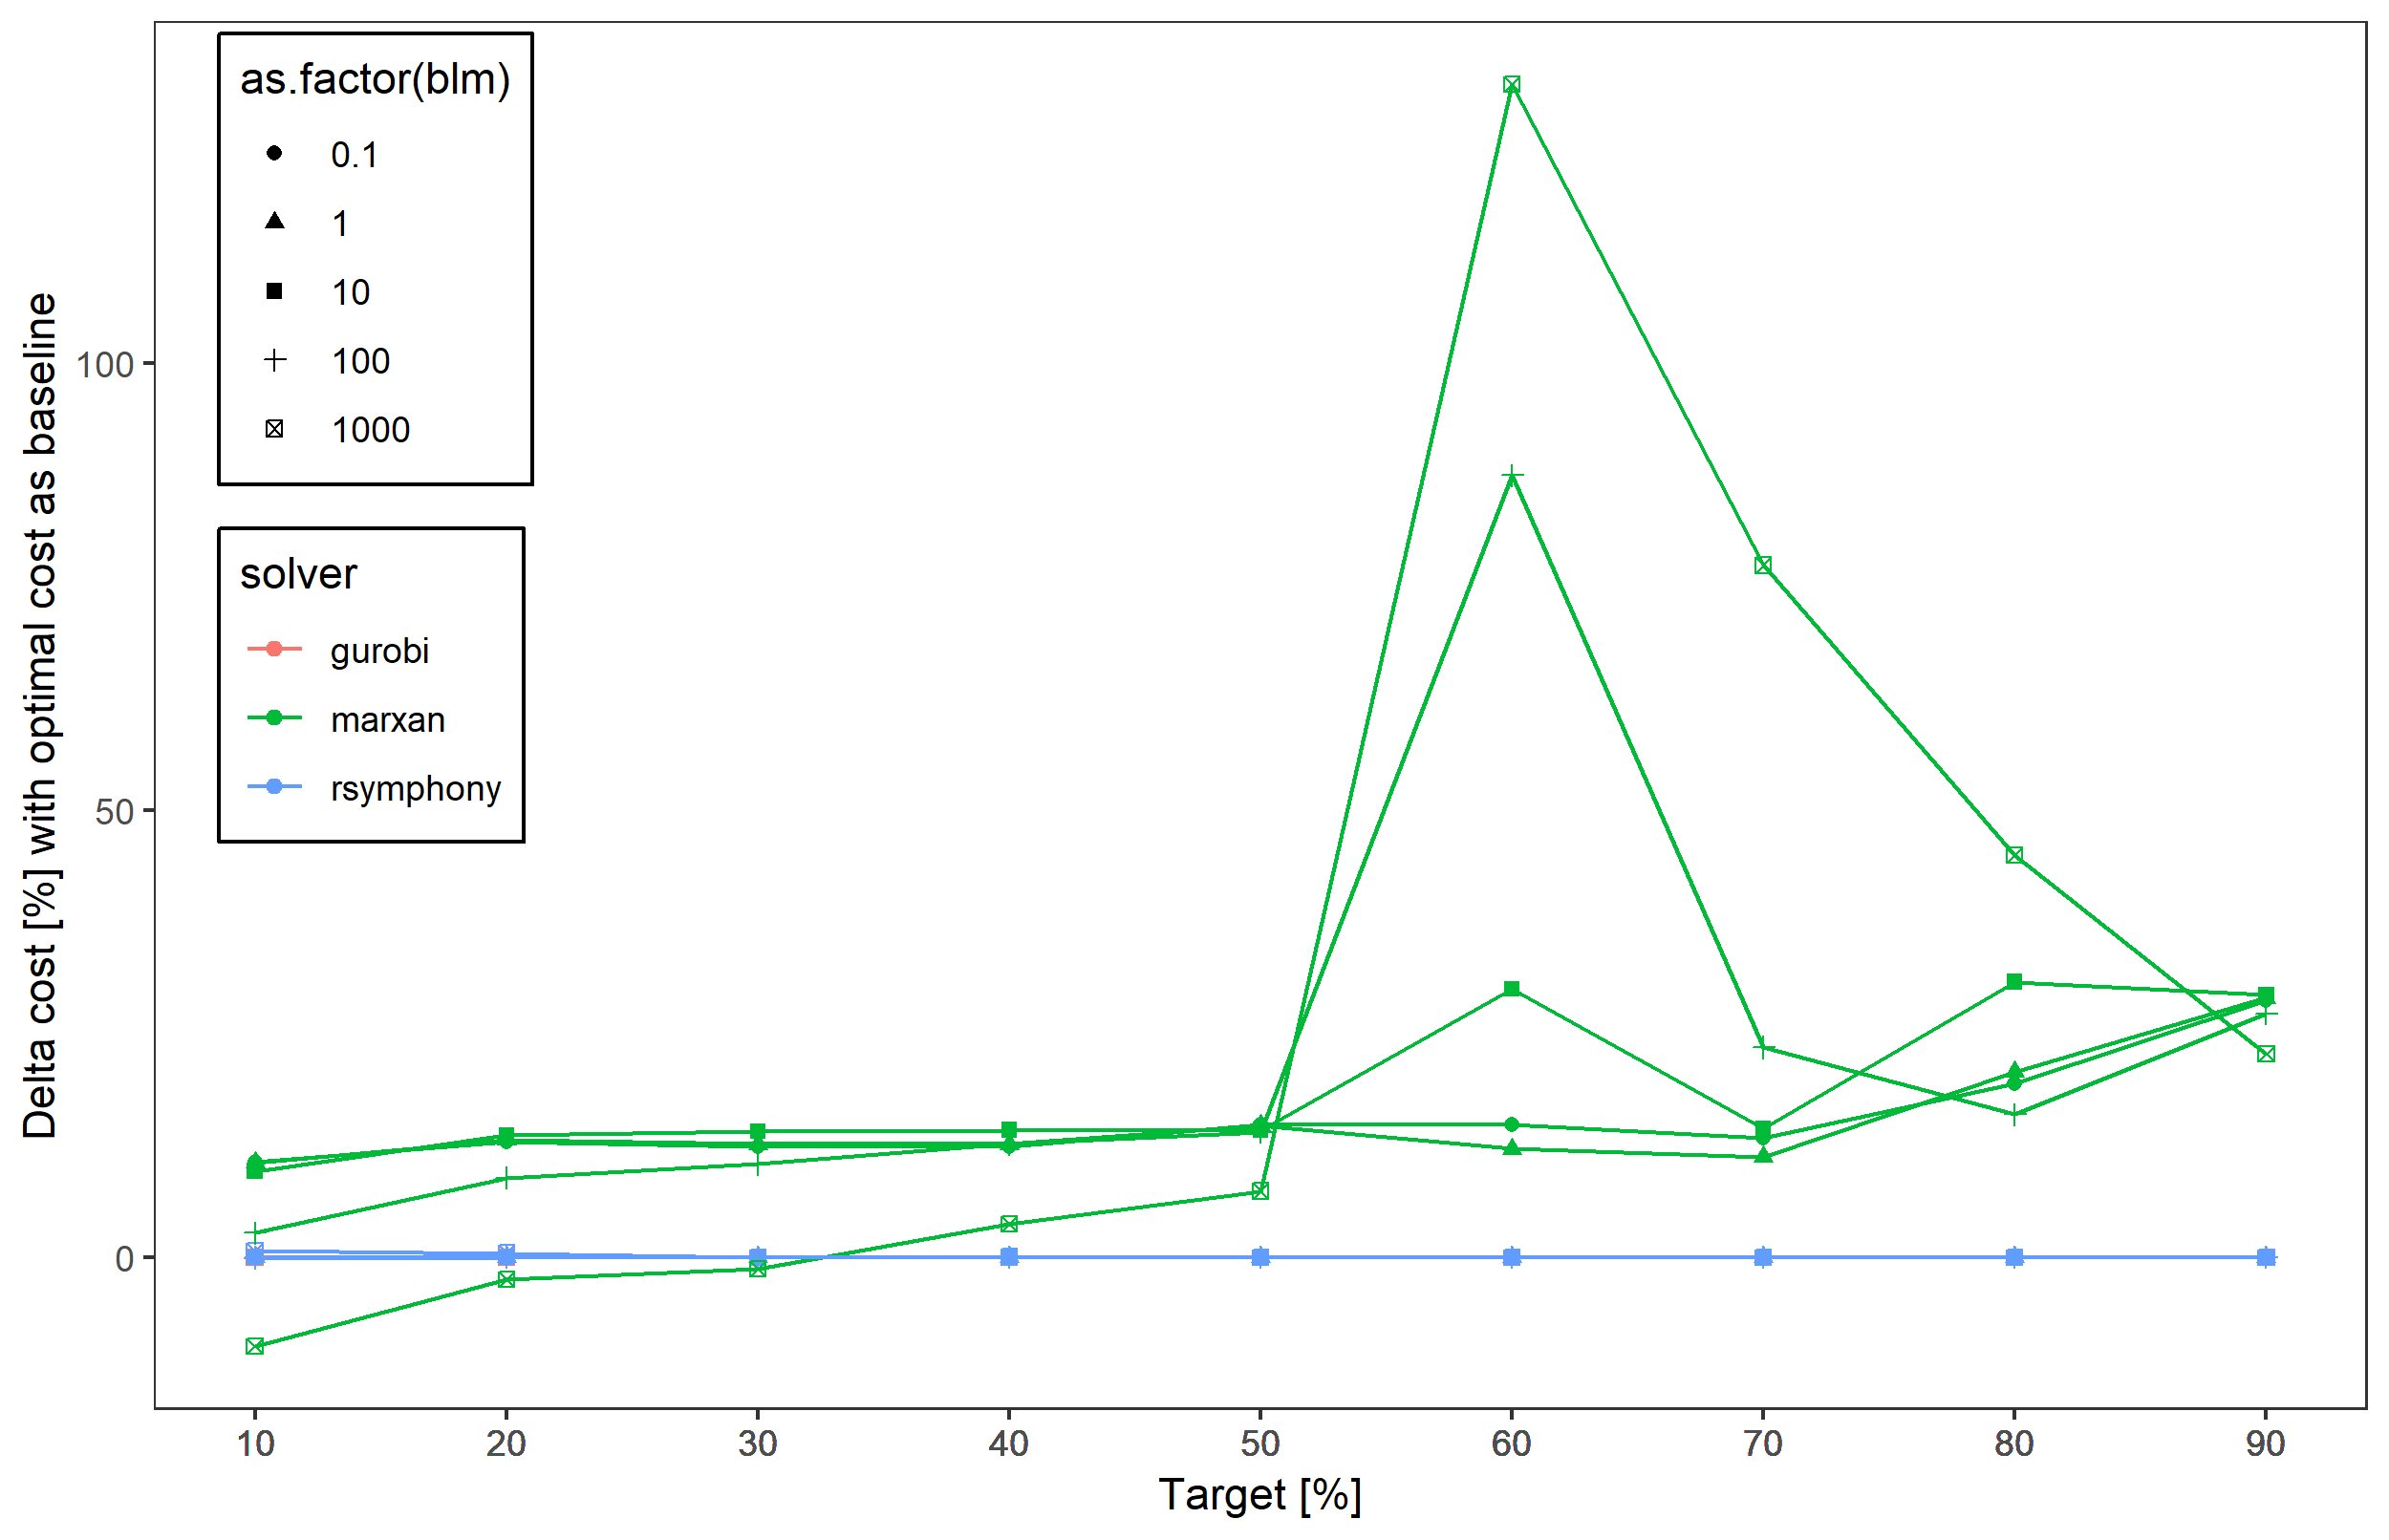 as.factor(blm)
0.1
1
10
100
1000
solver
gurobi
marxan
rsymphony
Delta cost [%] with optimal cost as baseline
100
50
0
10 20 30 40 50 60 70 80 90
Target [%]